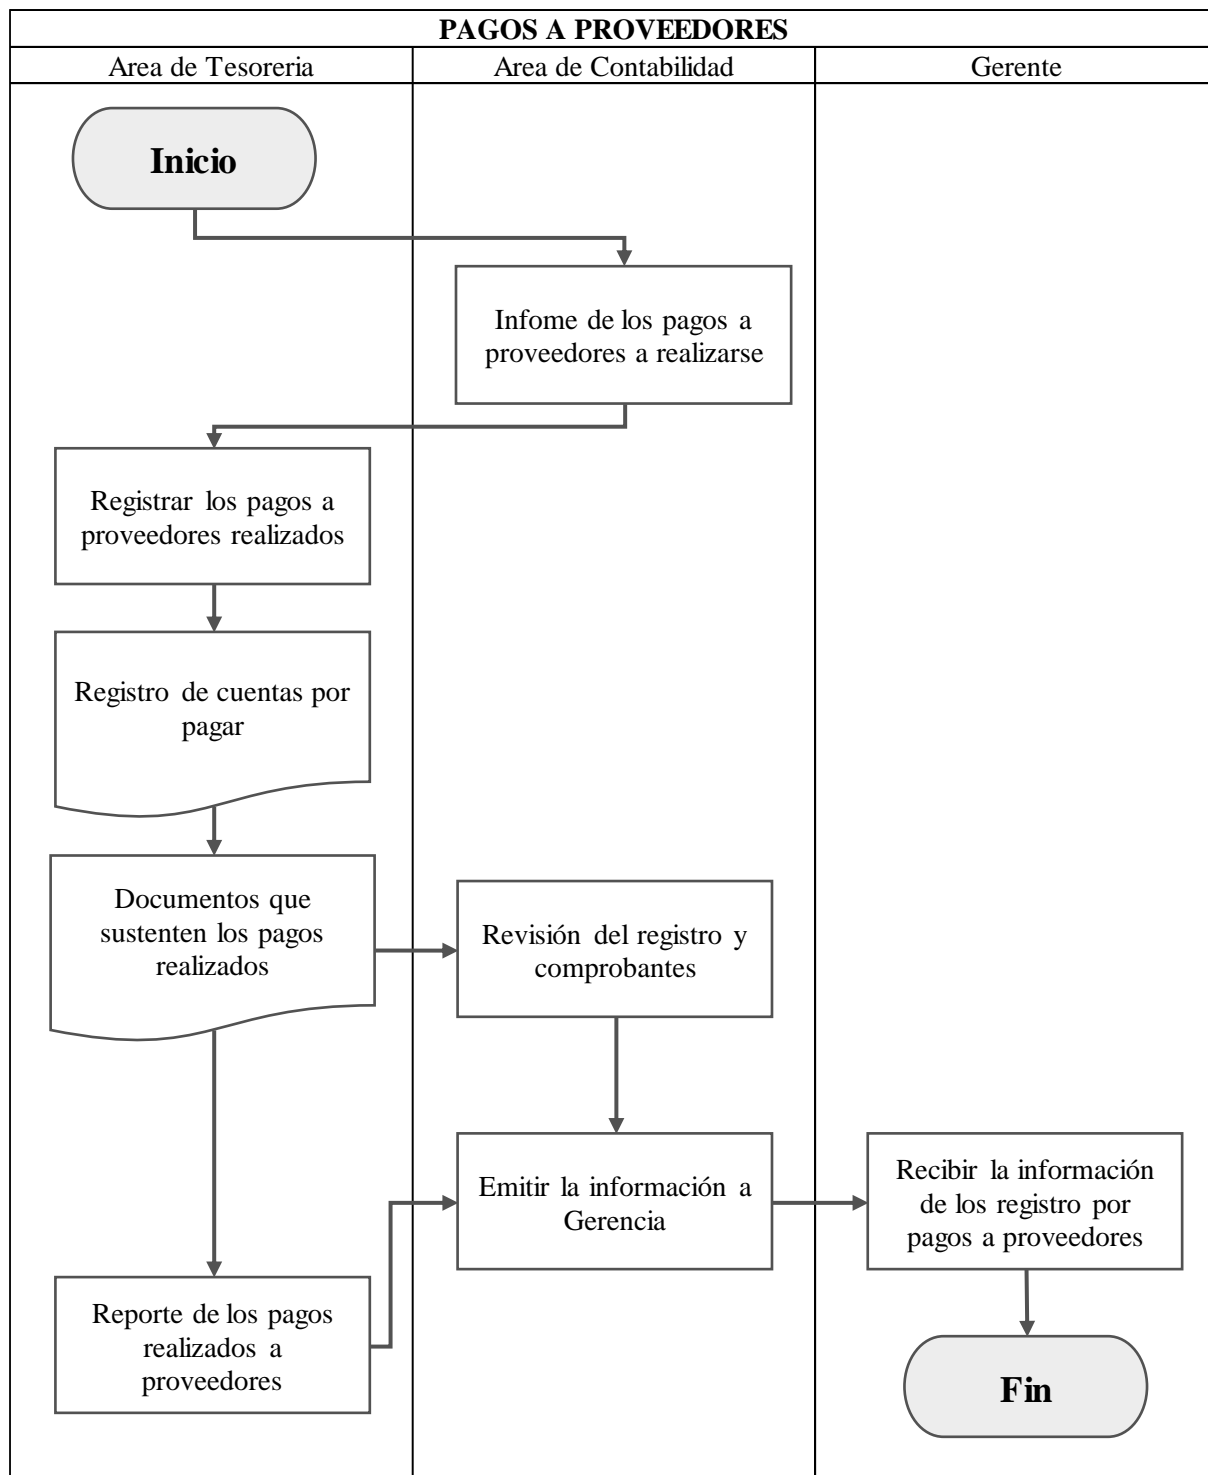 PAGOS A PROVEEDORES
Area de Tesoreria
Area de Contabilidad
Gerente
Inicio
Infome de los pagos a
proveedores a realizarse
Registrar los pagos a
proveedores realizados
Registro de cuentas por
pagar
Documentos que
sustenten los pagos
realizados
Revisión del registro y
comprobantes
Emitir la información a
Gerencia
Recibir la información
de los registro por
pagos a proveedores
Reporte de los pagos
realizados a
proveedores
Fin